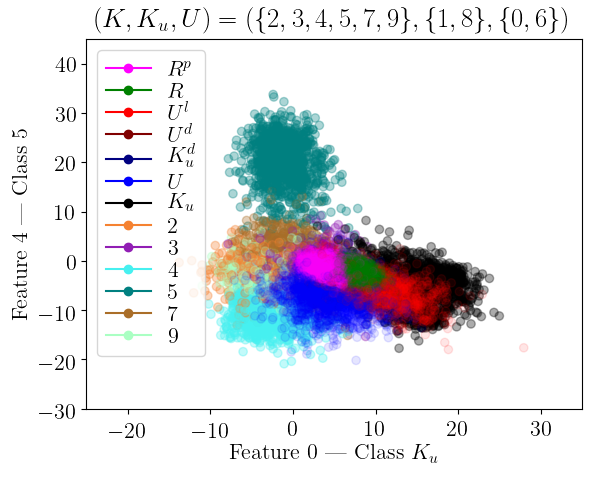 (K, K_u, U) = ({2, 3, 4, 5, 7, 9}, {1, 8}, {0, 6})
R^p
R
U^l
U^d
K_u^d
U
K_u
2
3
4
5
7
9
Feature 4 — Class 5
40
30
20
10
0
−10
−20
−30
−20
−10
0
10
20
30
Feature 0 — Class K_u